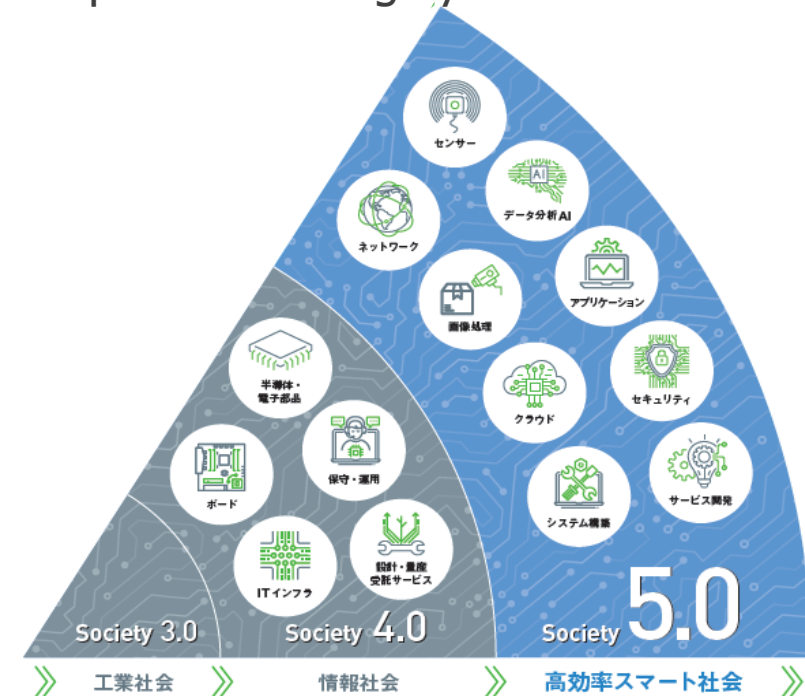 センサー
AI
データ分析AI
ネットワーク
アプリケーション
画像処理
セキュリティ
クラウド
サービス開発
システム構築
半導体・
電子部品
保守・運用
ボード
設計・量産
受託サービス
ITインフラ
Society 3.0
Society 4.0
Society 5.0
工業社会
情報社会
高効率スマート社会